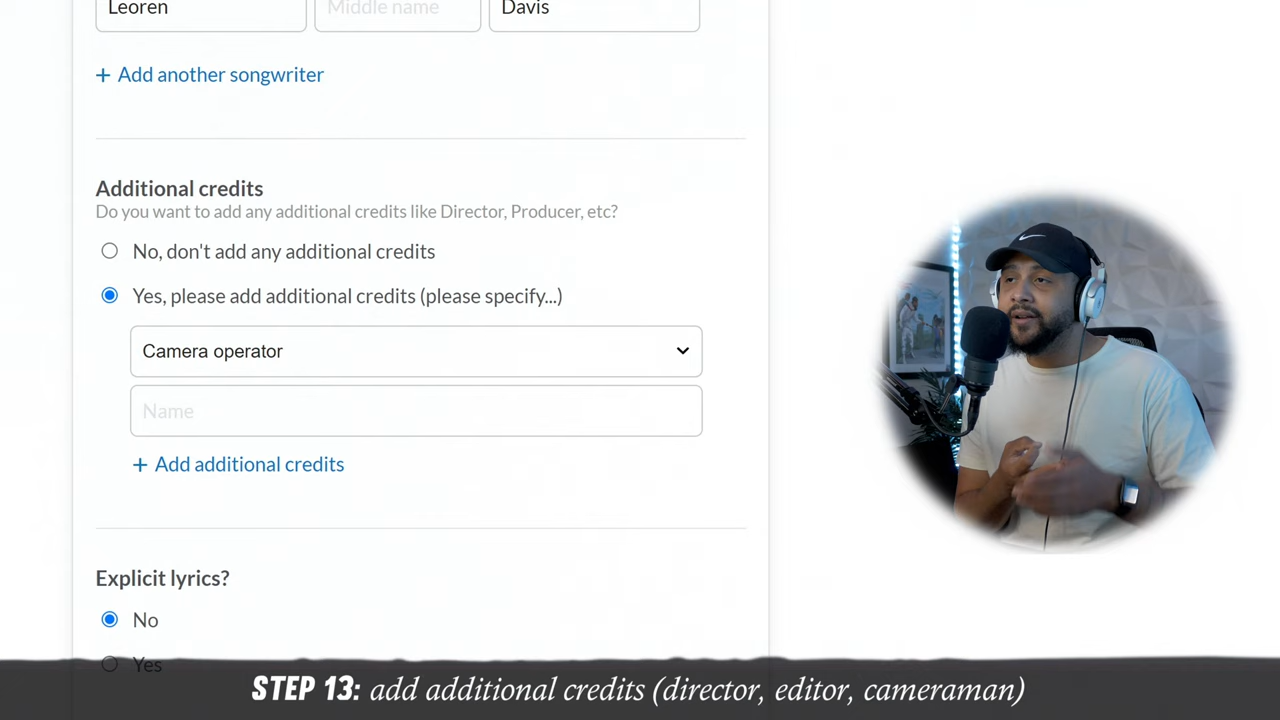 Leoren Middle name Davis
+ Add another songwriter
Additional credits
Do you want to add any additional credits like Director, Producer, etc?
No, don't add any additional credits
Yes, please add additional credits (please specify...)
Camera operator
Name
+ Add additional credits
Explicit lyrics?
No
Yes
STEP 13: add additional credits (director, editor, cameraman)